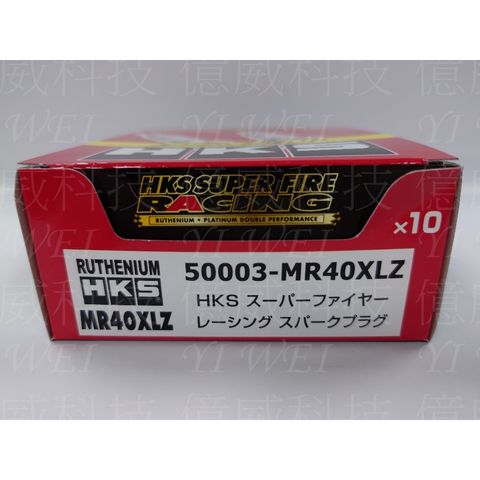 HKS
HKS SUPER FIRE
RACING
RUTHENIUM + PLATINUM DOUBLE PERFORMANCE
×10
RUTHENIUM
HKS
MR40XLZ
50003-MR40XLZ
HKS スーパーファイヤー
レーシング スパークプラグ
億威科技
YI WEI